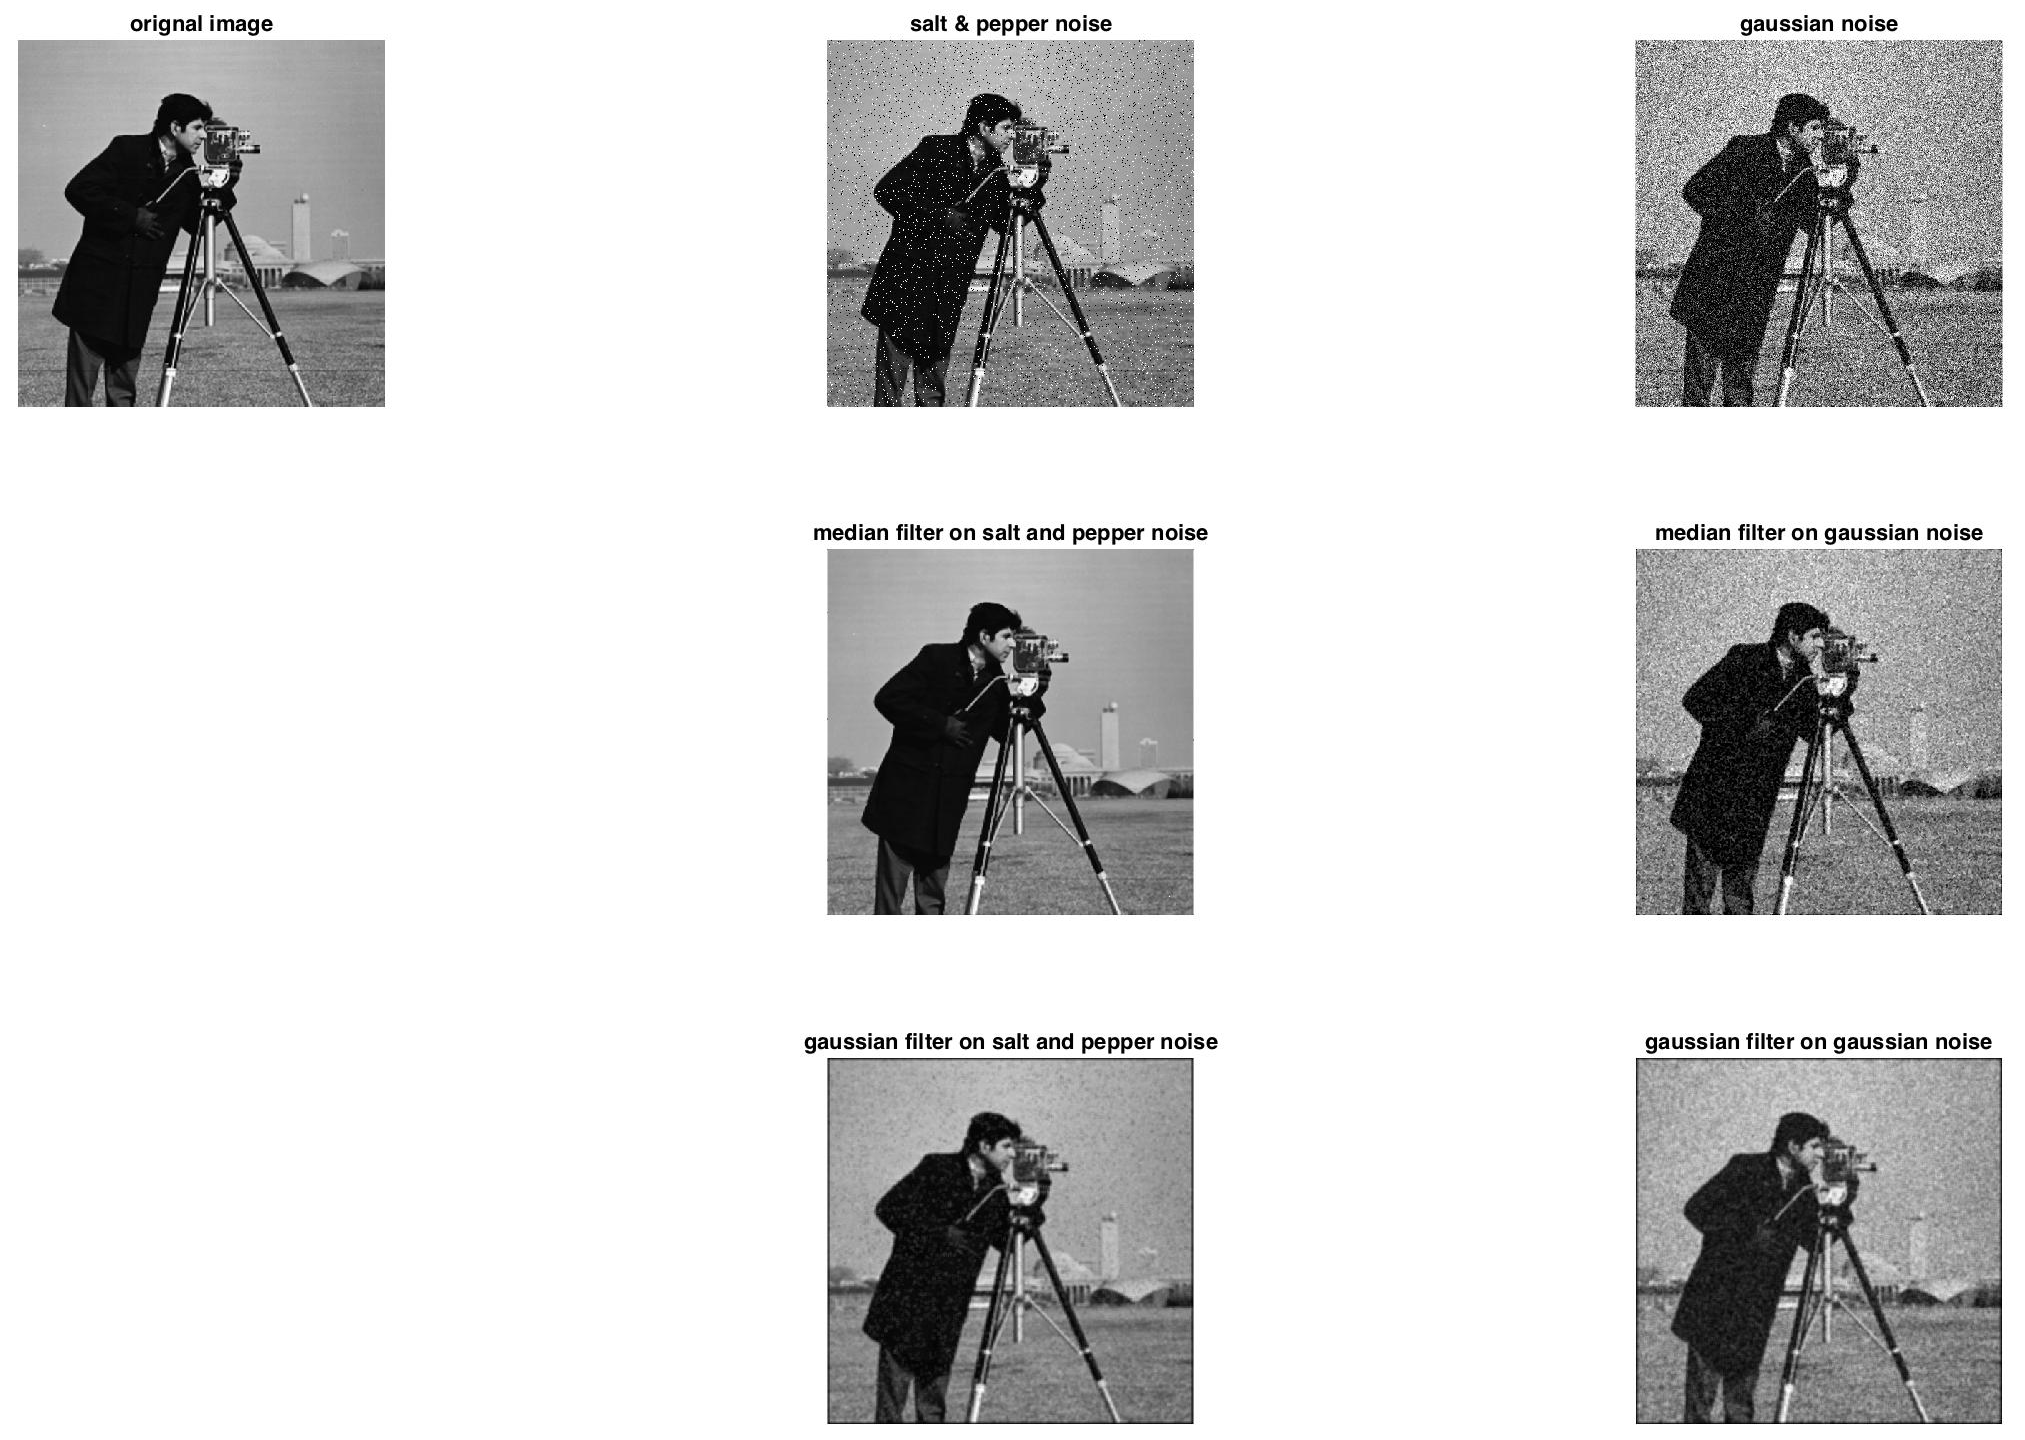 orignal image
salt & pepper noise
gaussian noise
median filter on salt and pepper noise
median filter on gaussian noise
gaussian filter on salt and pepper noise
gaussian filter on gaussian noise